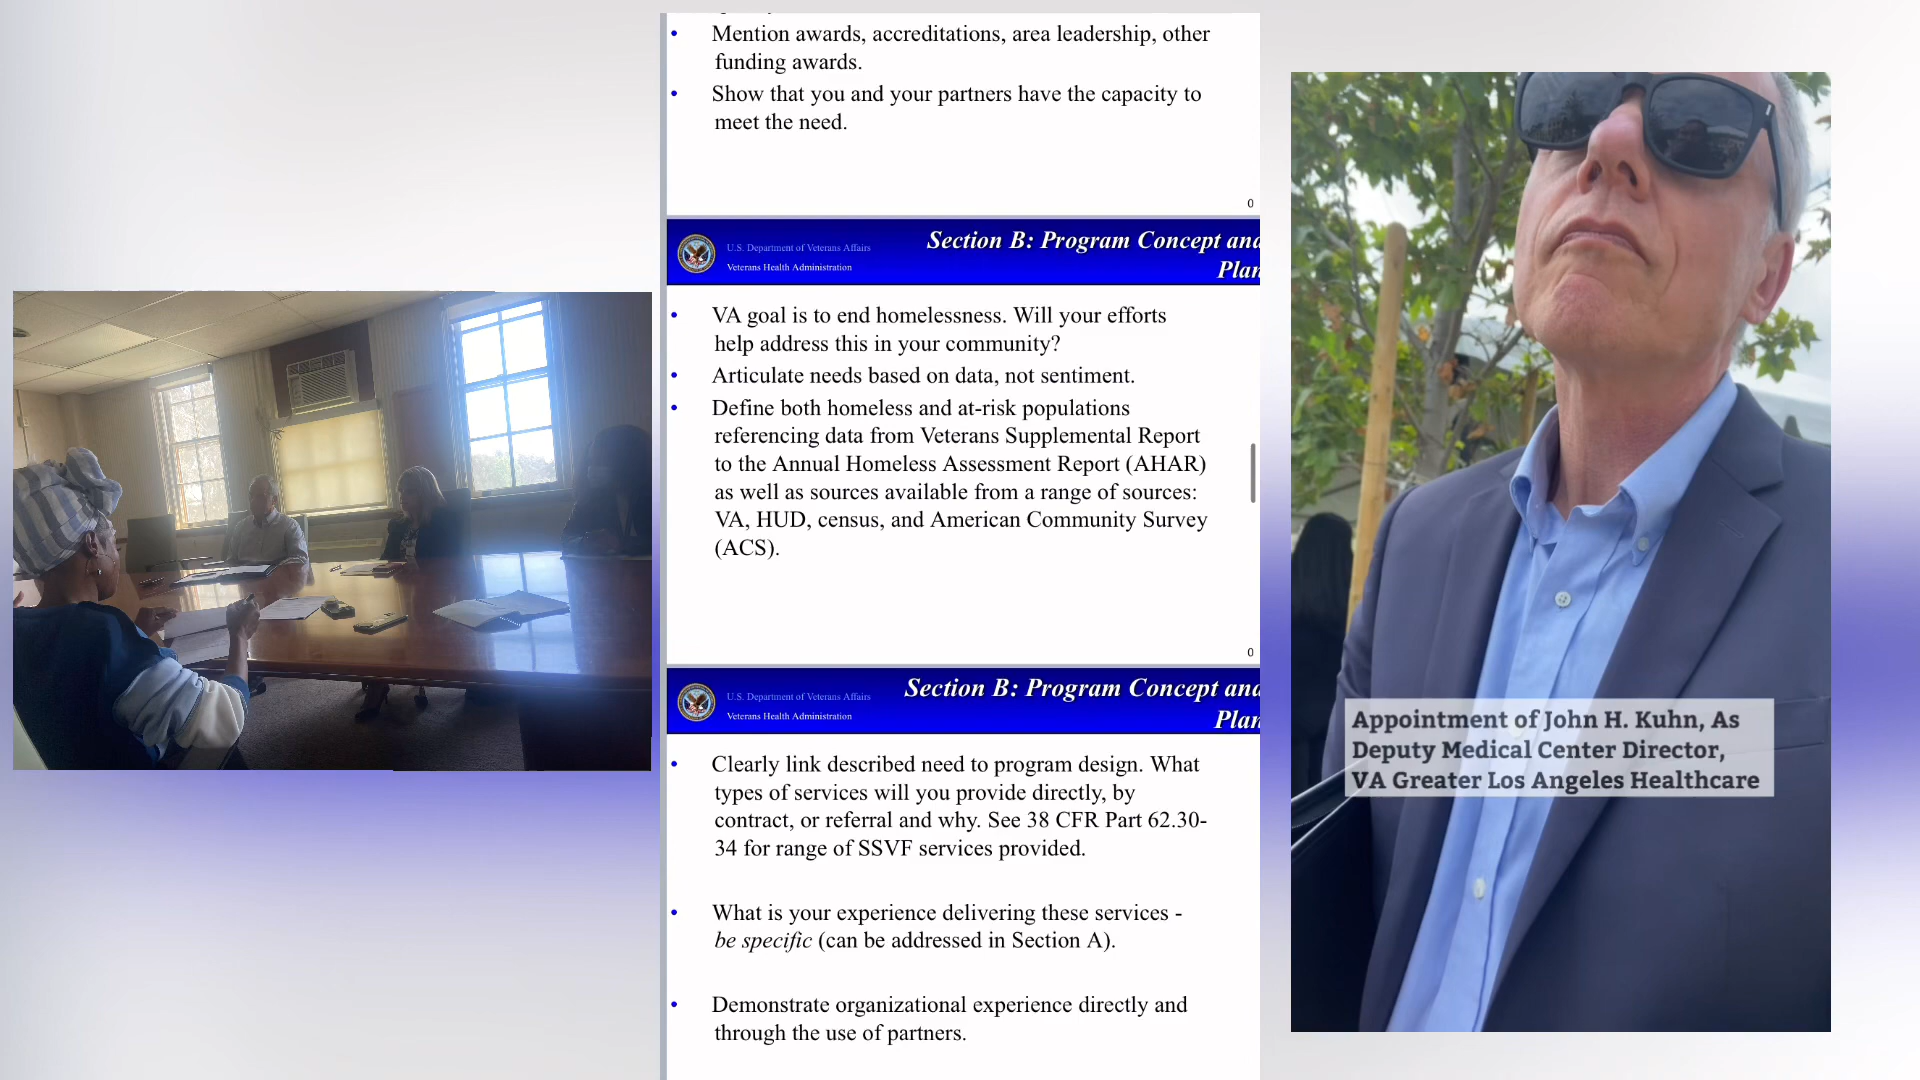 Mention awards, accreditations, area leadership, other
funding awards.
Show that you and your partners have the capacity to
meet the need.
0
U.S. Department of Veterans Affairs
Veterans Health Administration
Section B: Program Concept and
Plan
VA goal is to end homelessness. Will your efforts
help address this in your community?
Articulate needs based on data, not sentiment.
Define both homeless and at-risk populations
referencing data from Veterans Supplemental Report
to the Annual Homeless Assessment Report (AHAR)
as well as sources available from a range of sources:
VA, HUD, census, and American Community Survey
(ACS).
0
U.S. Department of Veterans Affairs
Veterans Health Administration
Section B: Program Concept and
Plan
Clearly link described need to program design. What
types of services will you provide directly, by
contract, or referral and why. See 38 CFR Part 62.30-
34 for range of SSVF services provided.
What is your experience delivering these services -
be specific (can be addressed in Section A).
Demonstrate organizational experience directly and
through the use of partners.
Appointment of John H. Kuhn, As
Deputy Medical Center Director,
VA Greater Los Angeles Healthcare